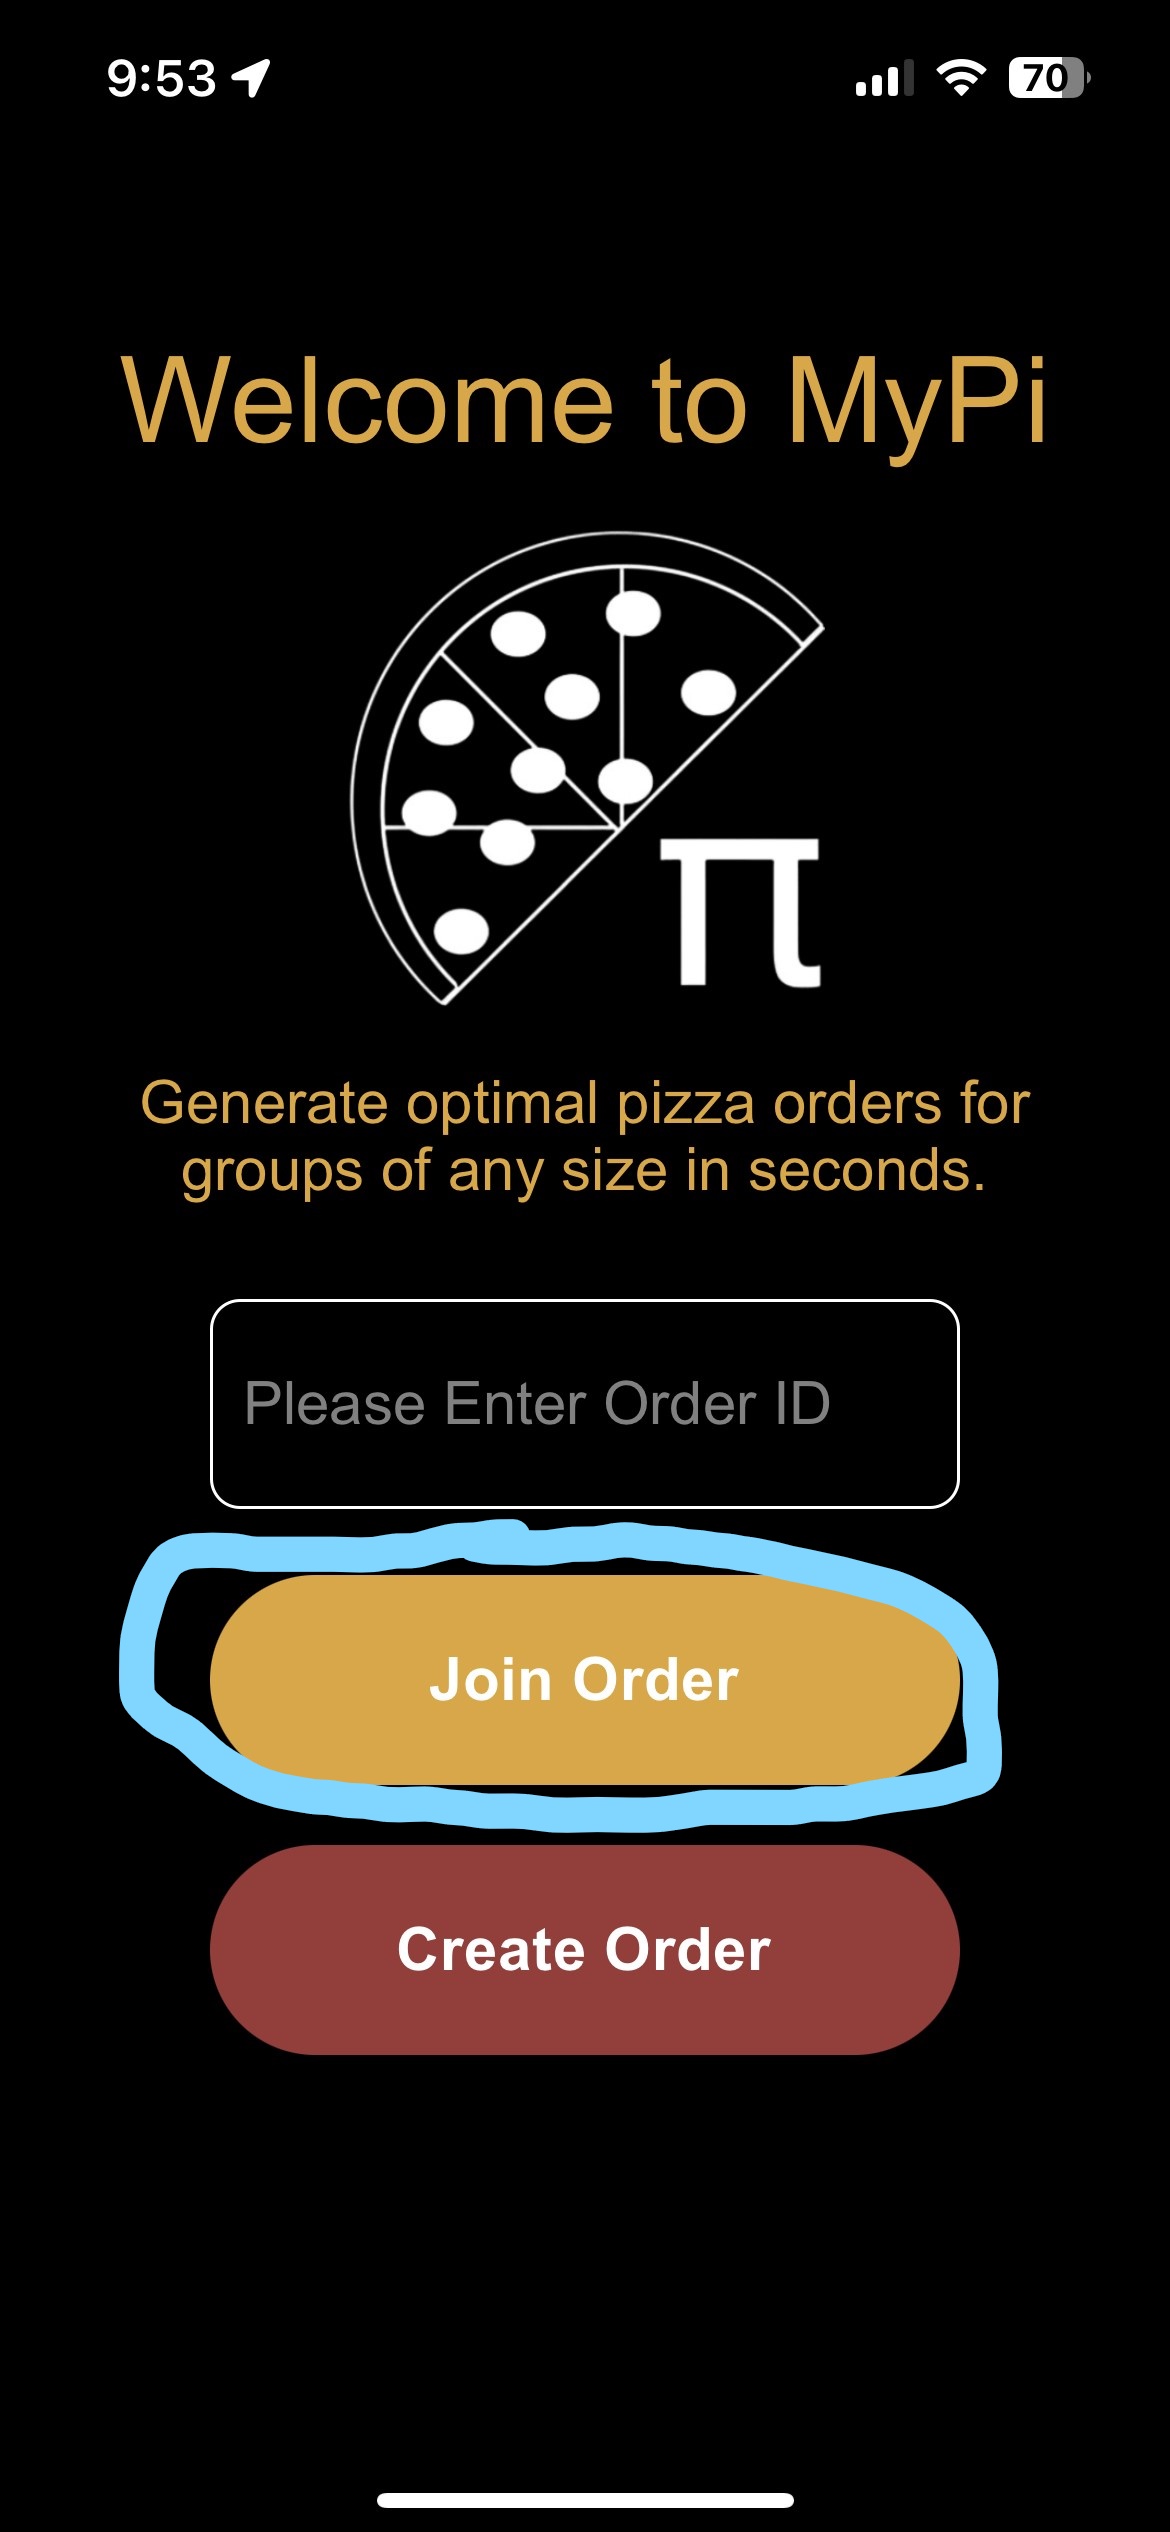 9:53
70
Welcome to MyPi
π
Generate optimal pizza orders for
groups of any size in seconds.
Please Enter Order ID
Join Order
Create Order